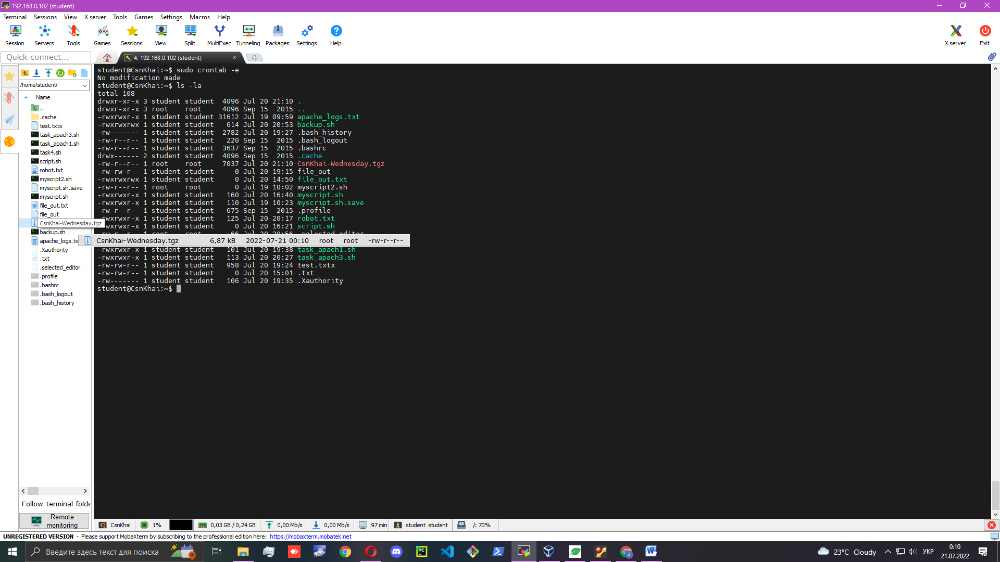 192.168.0.102 (student)
Terminal Sessions View X server Tools Games Settings Macros Help
Session Servers Tools Games Sessions View Split MultiExec Tunneling Packages Settings Help X server Exit
Quick connect...
4. 192.168.0.102 (student)
/home/student/
Name
..
.cache
test.txtx
task_apach3.sh
task_apach1.sh
task4.sh
script.sh
robot.txt
myscript2.sh
myscript.sh.save
myscript.sh
file_out.txt
file_out
CsnKhai-Wednesday.tgz
backup.sh
apache_logs.tx
.Xauthority
.txt
.selected_editor
.profile
.bashrc
.bash_logout
.bash_history
Follow terminal folde
Remote
monitoring
student@CsnKhai:~$ sudo crontab -e
No modification made
student@CsnKhai:~$ ls -la
total 108
drwxr-xr-x 3 student student 4096 Jul 20 21:10 .
drwxr-xr-x 3 root root 4096 Sep 15 2015 ..
-rwxrwxr-x 1 student student 31612 Jul 19 09:59 apache_logs.txt
-rwxrwxrwx 1 student student 614 Jul 20 20:53 backup.sh
-rw------- 1 student student 2782 Jul 20 19:27 .bash_history
-rw-r--r-- 1 student student 220 Sep 15 2015 .bash_logout
-rw-r--r-- 1 student student 3637 Sep 15 2015 .bashrc
drwx------ 2 student student 4096 Sep 15 2015 .cache
-rw-r--r-- 1 root root 7037 Jul 20 21:10 CsnKhai-Wednesday.tgz
-rw-rw-r-- 1 student student 0 Jul 20 19:15 file_out
-rwxrwxrwx 1 student student 0 Jul 20 14:50 file_out.txt
-rw-r--r-- 1 root root 0 Jul 19 10:02 myscript2.sh
-rwxrwxr-x 1 student student 160 Jul 20 16:40 myscript.sh
-rwxrwxr-x 1 student student 110 Jul 19 10:23 myscript.sh.save
-rw-r--r-- 1 student student 675 Sep 15 2015 .profile
-rwxrwxr-x 1 student student 125 Jul 20 20:17 robot.txt
wxrwxr-x 1 student student 0 Jul 20 16:21 script.sh
-rw-r--r-- 1 root root 66 Jul 20 20:56 .selected_editor
CsnKhai-Wednesday.tgz 6,87 kB 2022-07-21 00:10 root root -rw-r--r--
-rwxrwxr-x 1 student student 101 Jul 20 19:38 task_apach1.sh
-rwxrwxr-x 1 student student 113 Jul 20 20:27 task_apach3.sh
-rw-rw-r-- 1 student student 958 Jul 20 19:24 test.txtx
-rw-rw-r-- 1 student student 0 Jul 20 15:01 .txt
-rw------- 1 student student 106 Jul 20 19:35 .Xauthority
student@CsnKhai:~$
CsnKhai 1% 0,03 GB / 0,24 GB 0,00 Mb/s 0,00 Mb/s 97 min student student /: 70%
UNREGISTERED VERSION - Please support MobaXterm by subscribing to the professional edition here: https://mobaxterm.mobatek.net
Введите здесь текст для поиска
23°C Cloudy
УКР
0:10
21.07.2022